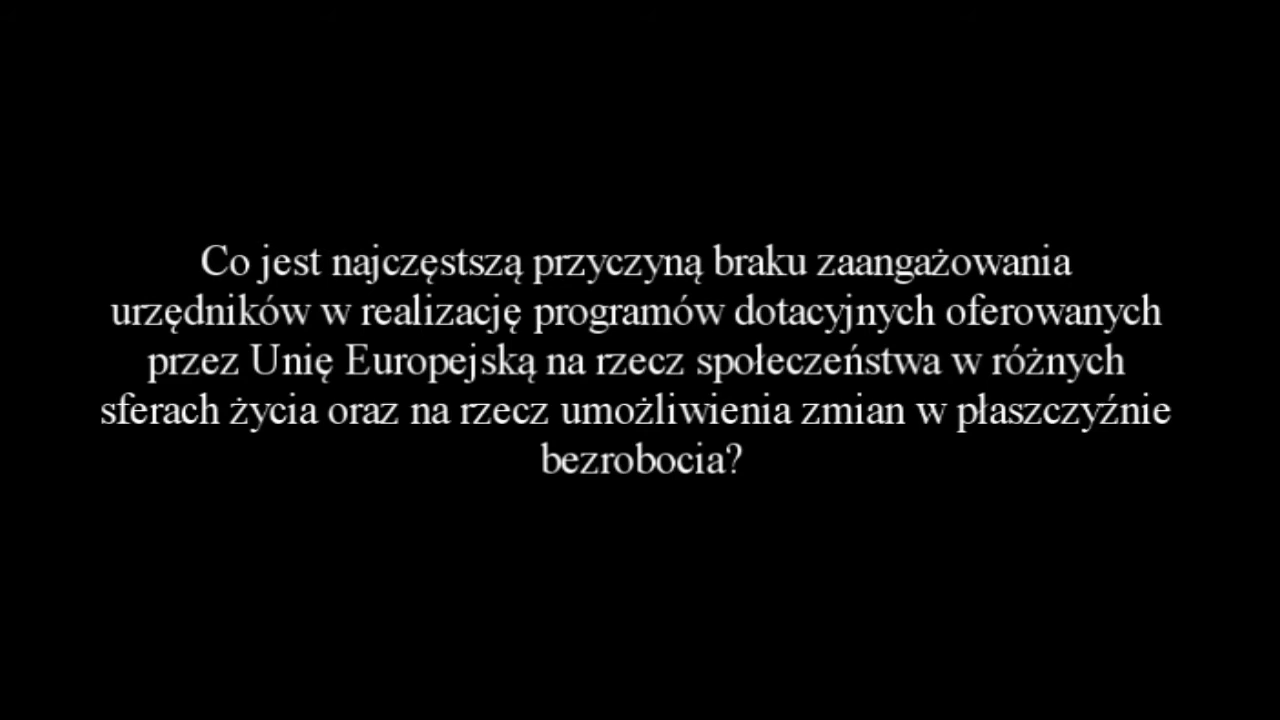 Co jest najczęstszą przyczyną braku zaangażowania
urzędników w realizację programów dotacyjnych oferowanych
przez Unię Europejską na rzecz społeczeństwa w różnych
sferach życia oraz na rzecz umożliwienia zmian w płaszczyźnie
bezrobocia?